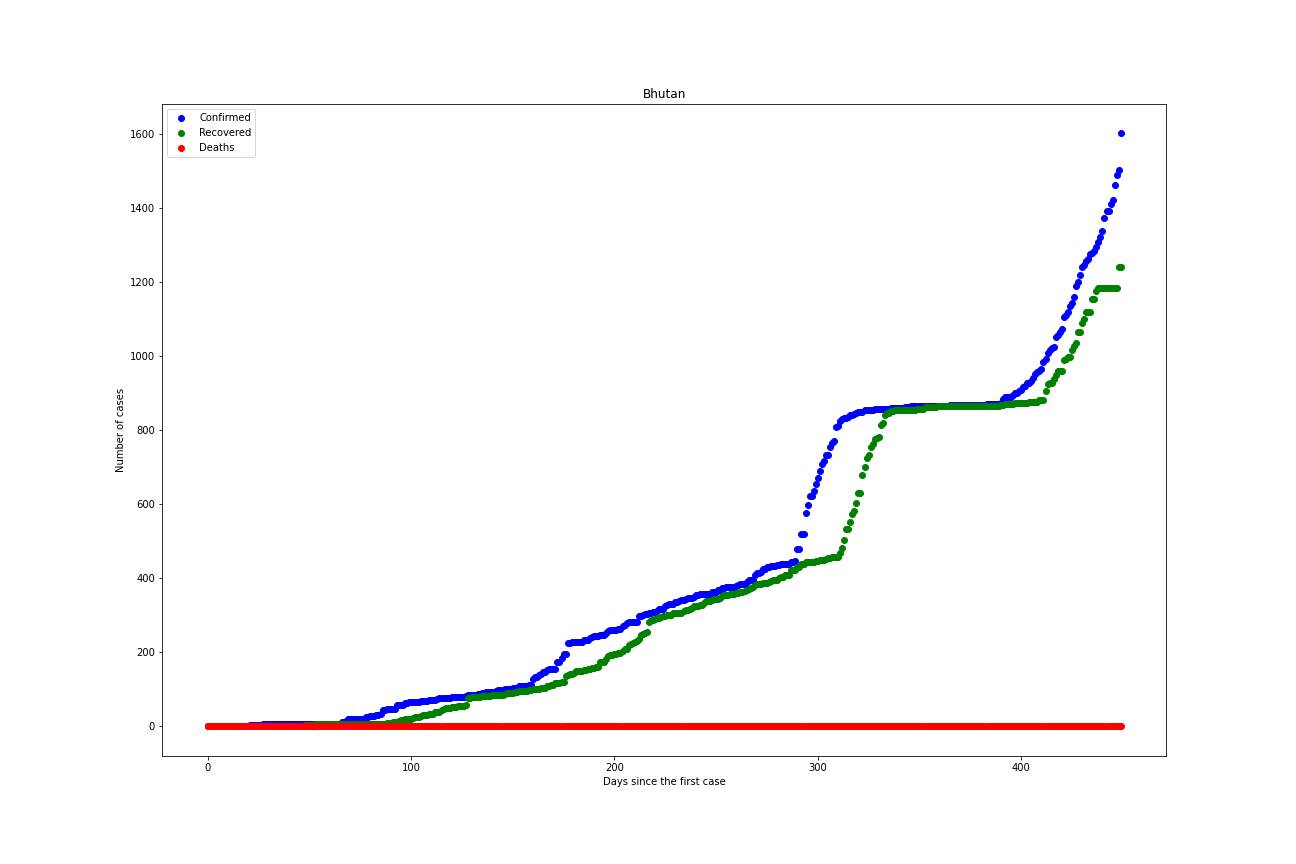 Bhutan
Confirmed
Recovered
Deaths
Number of cases
1600
1400
1200
1000
800
600
400
200
0
0 100 200 300 400
Days since the first case